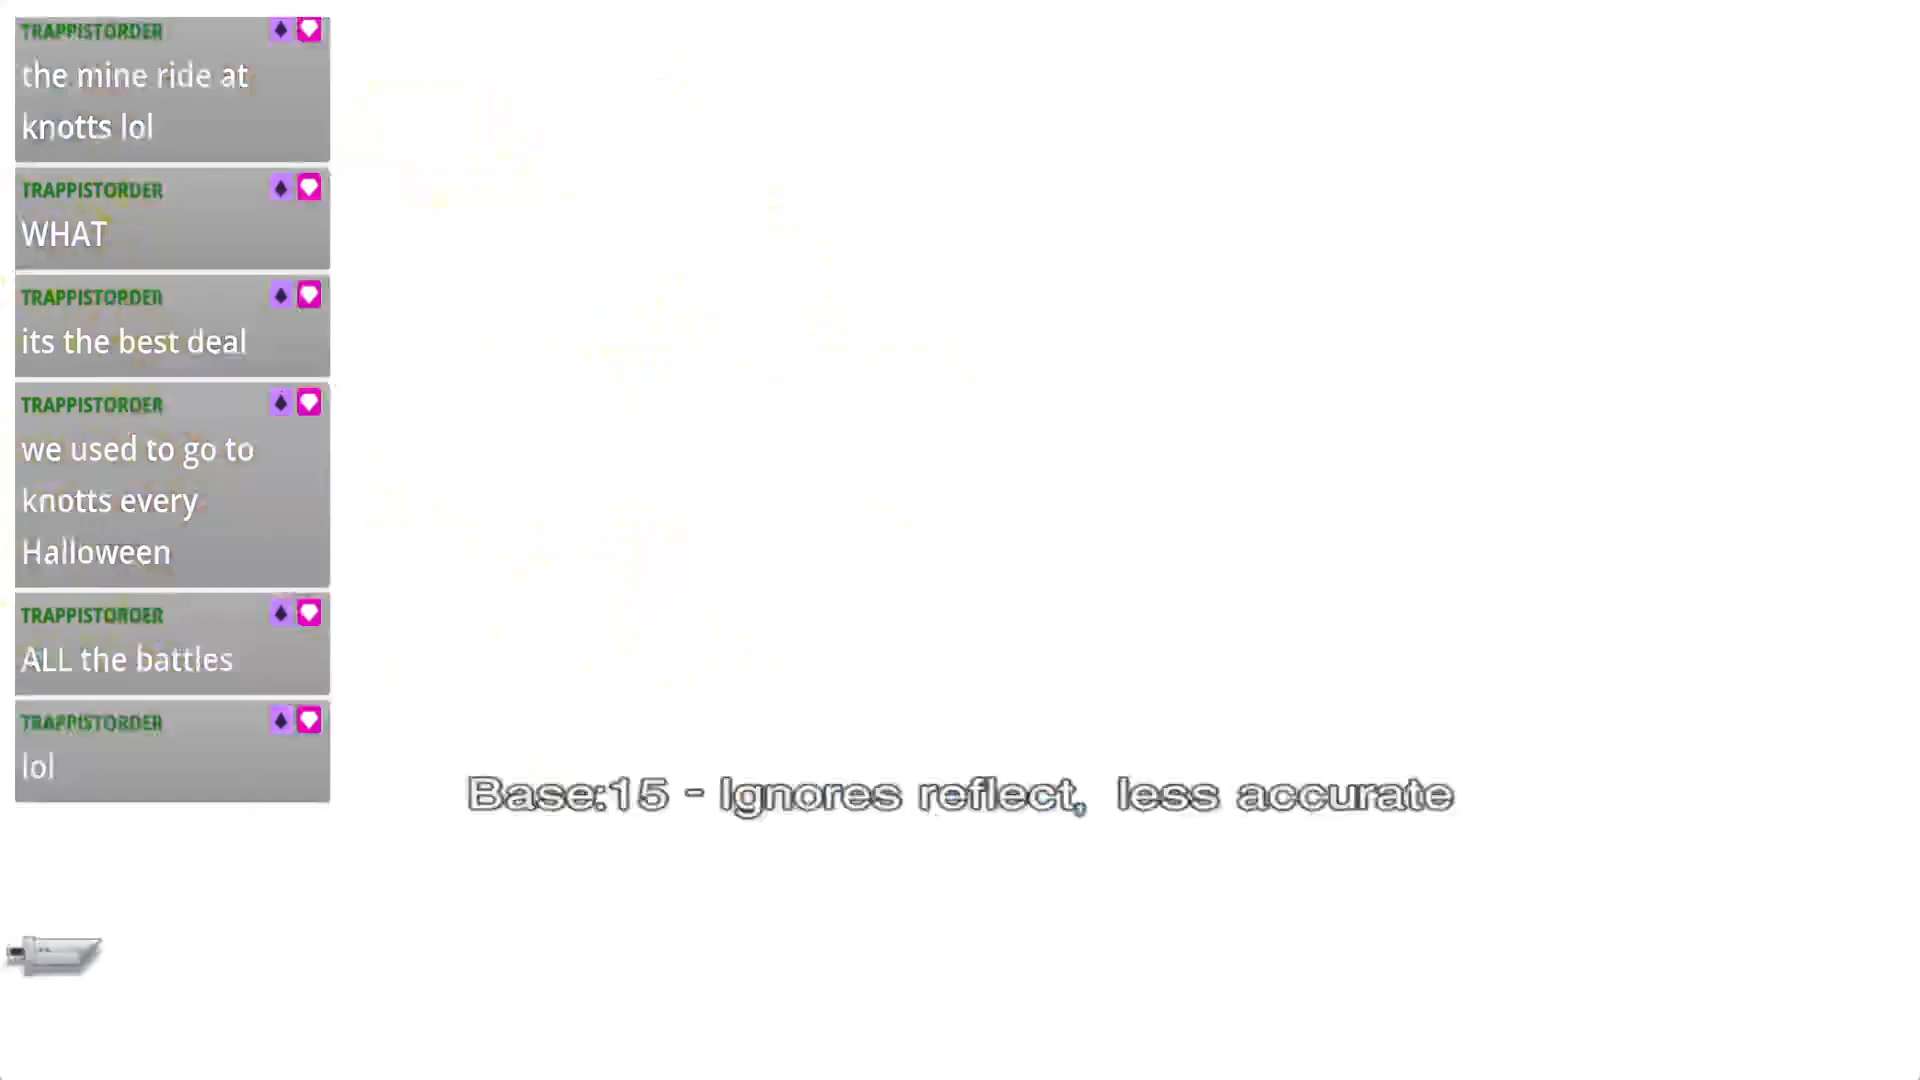 TRAPPISTORDER
the mine ride at
knotts lol
TRAPPISTORDER
WHAT
TRAPPISTORDER
its the best deal
TRAPPISTORDER
we used to go to
knotts every
Halloween
TRAPPISTORDER
ALL the battles
TRAPPISTORDER
lol
Base:15 - Ignores reflect, less accurate